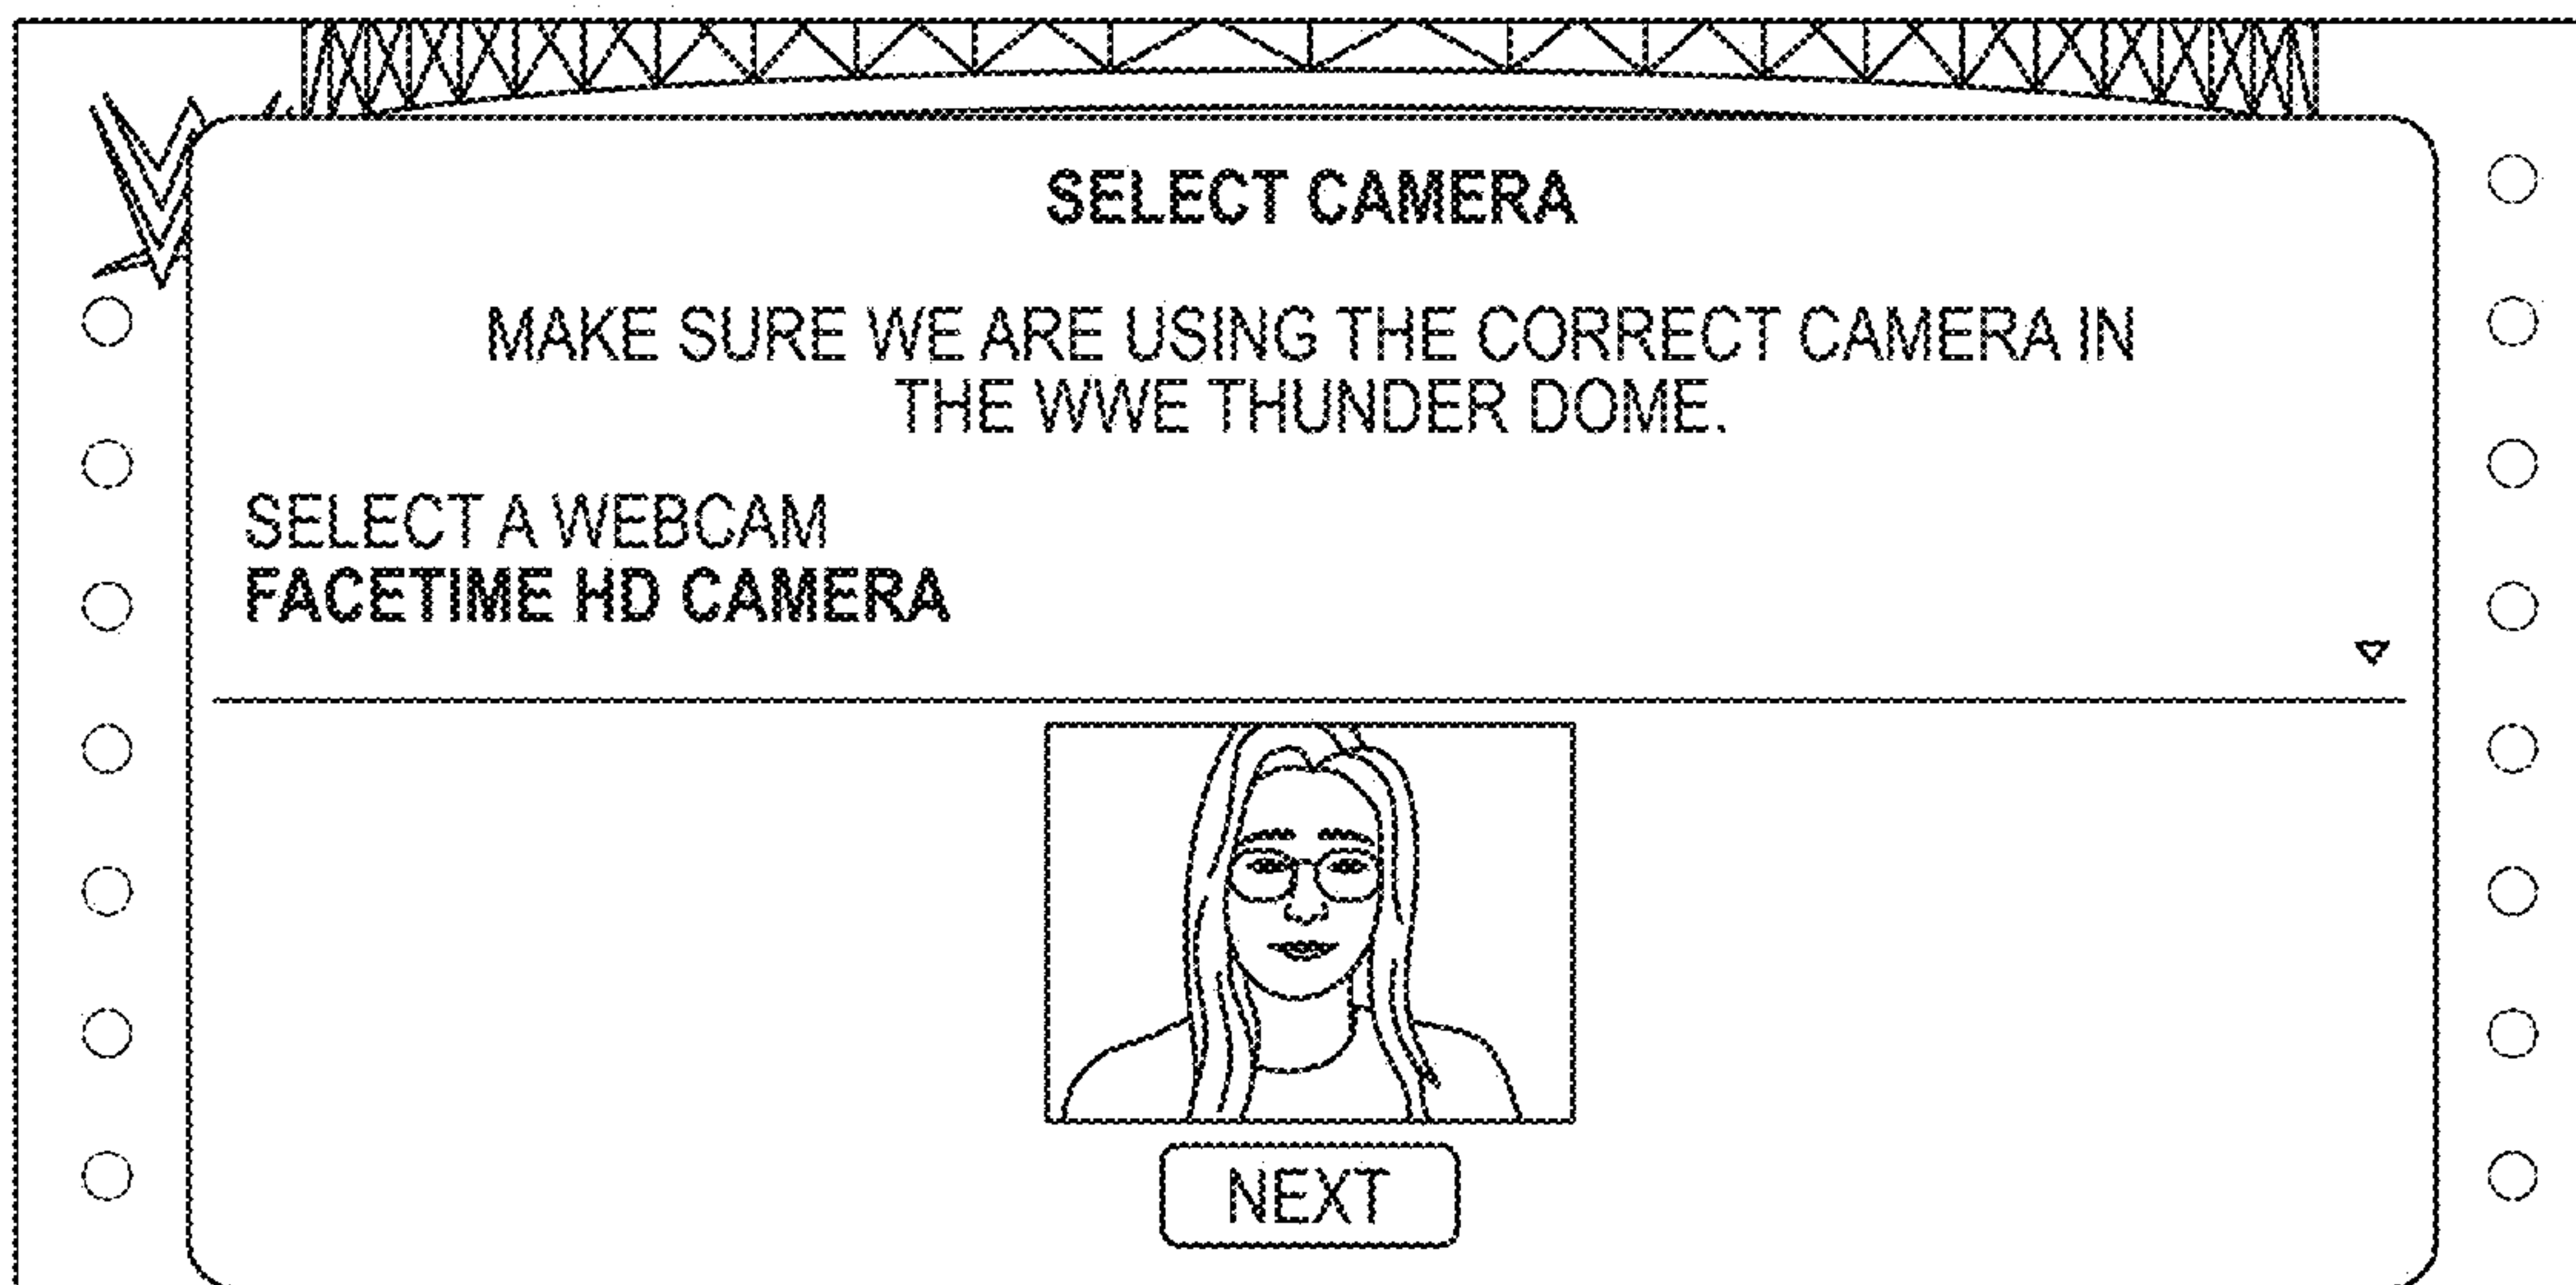 SELECT CAMERA
MAKE SURE WE ARE USING THE CORRECT CAMERA IN
THE WWE THUNDER DOME.
SELECT A WEBCAM
FACETIME HD CAMERA
NEXT